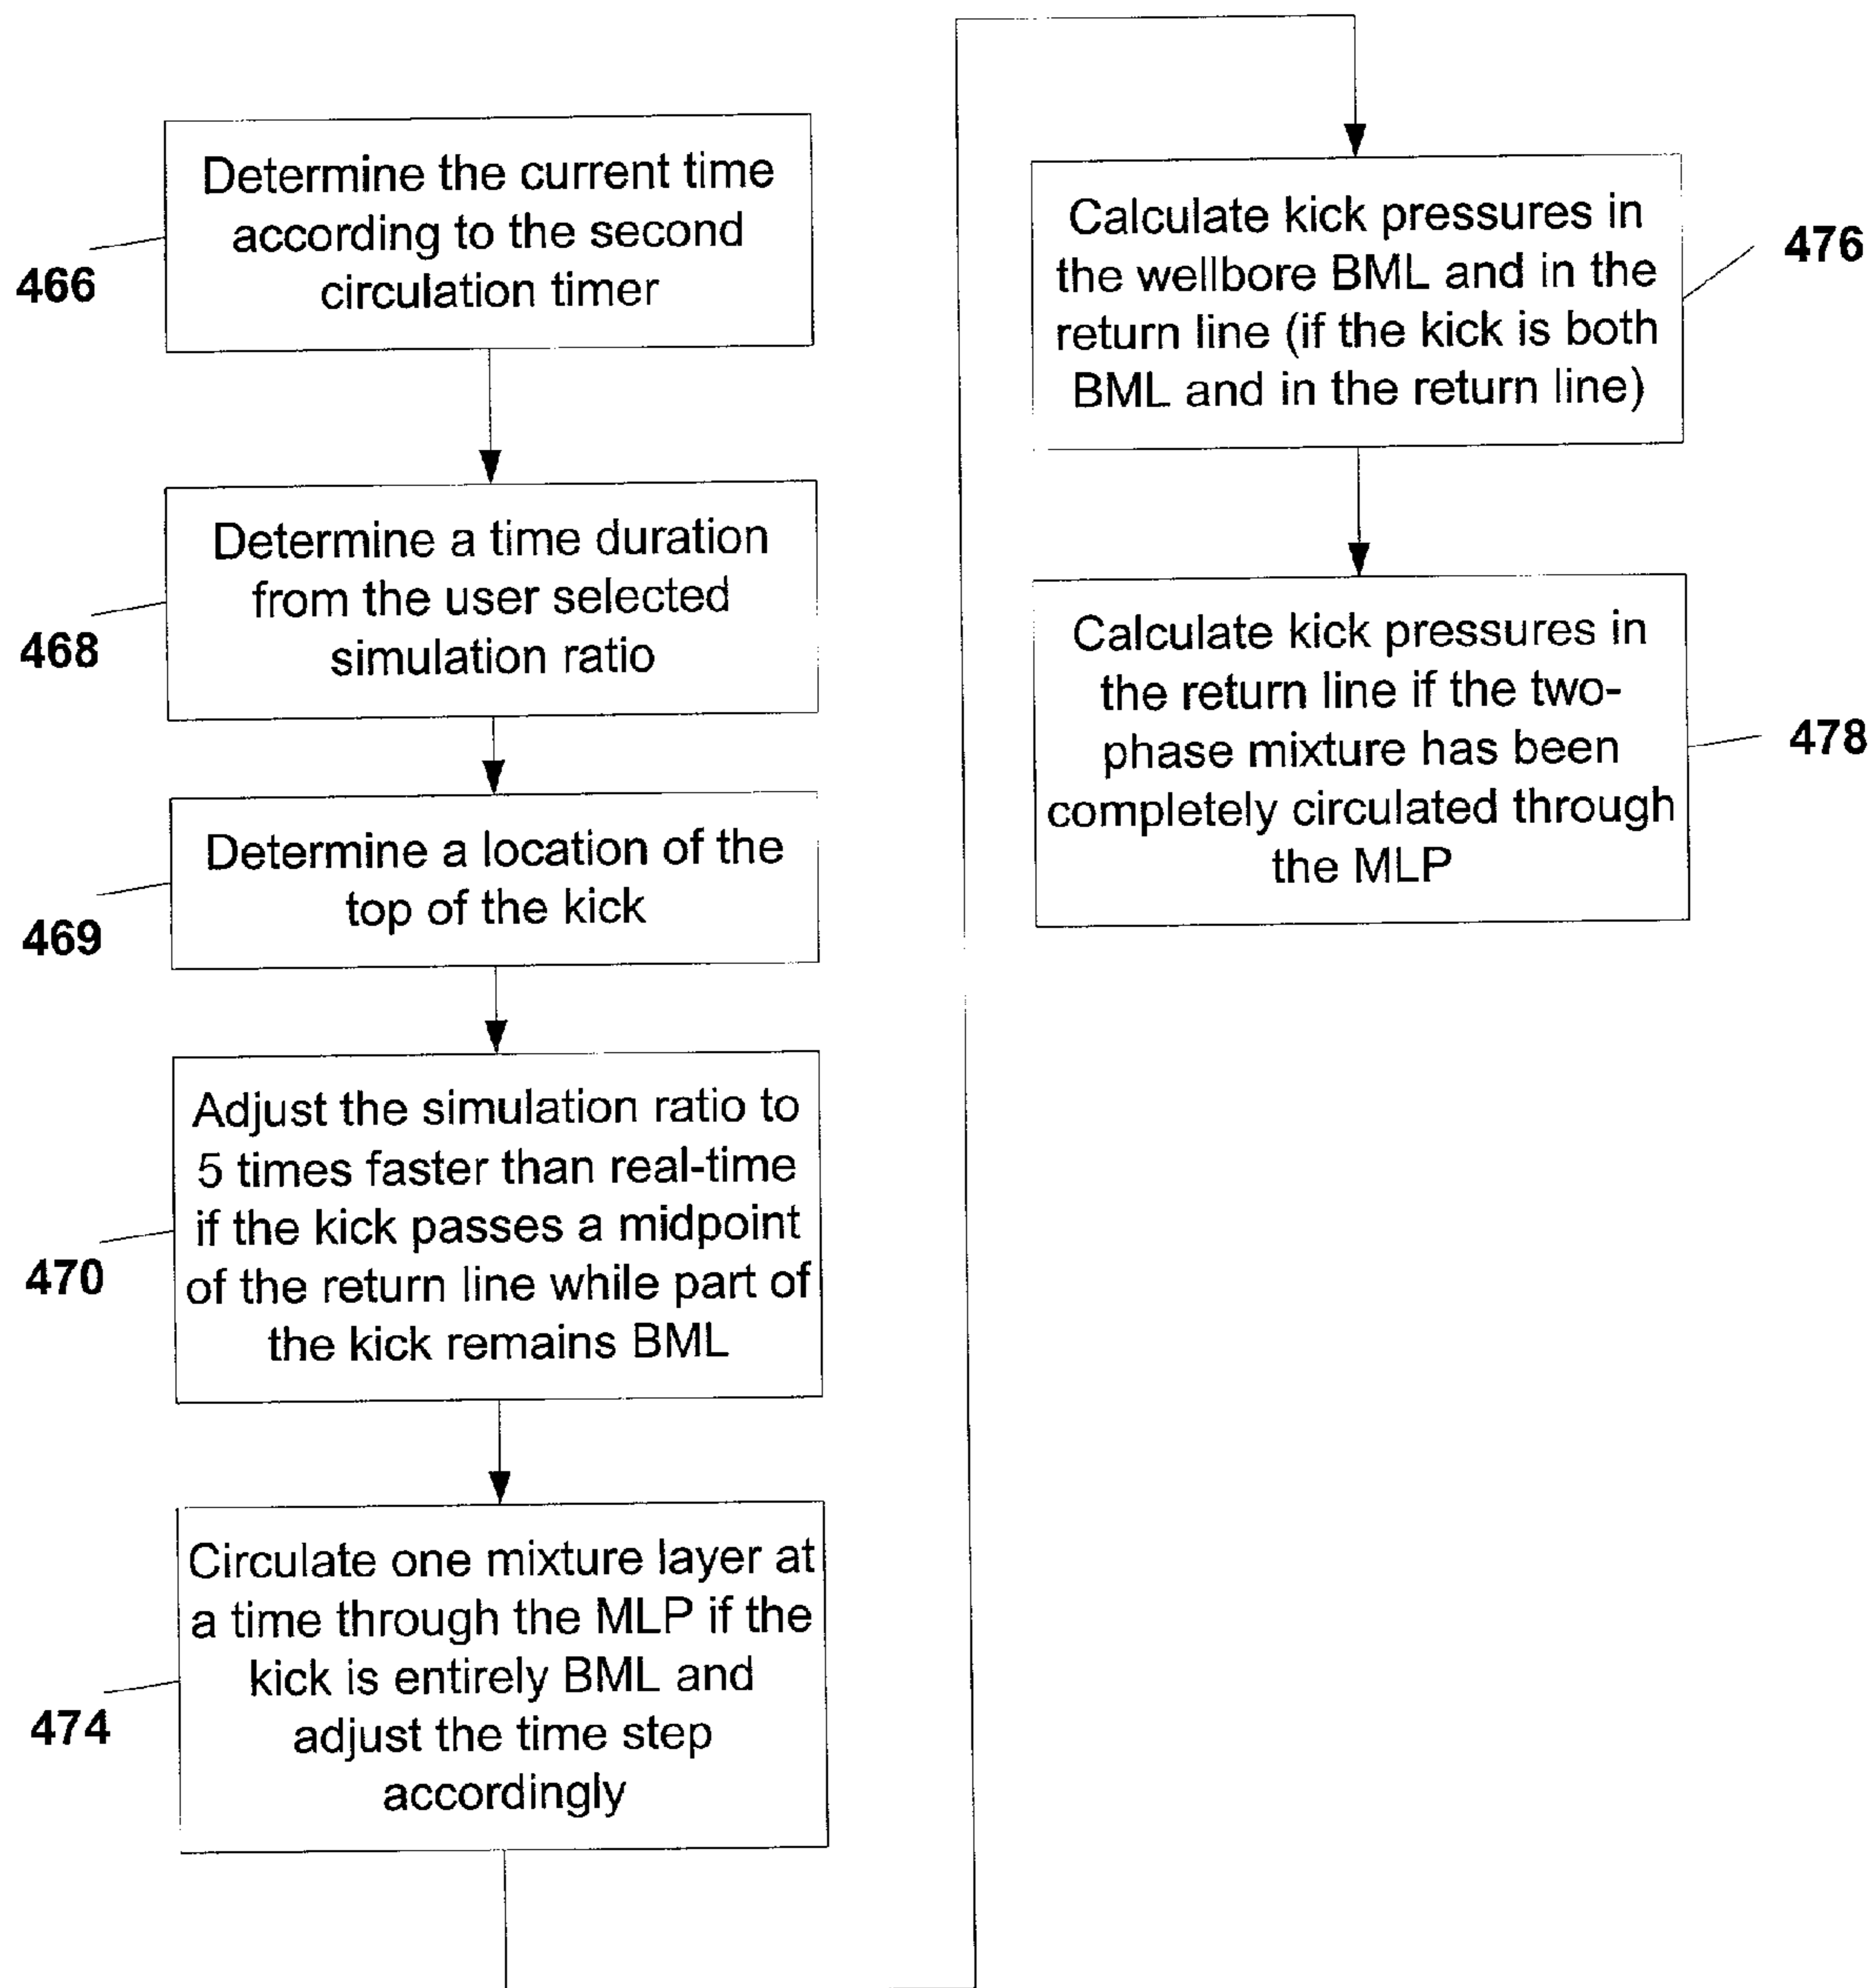 Determine the current time
according to the second
circulation timer
466
Determine a time duration
from the user selected
simulation ratio
468
Determine a location of the
top of the kick
469
Adjust the simulation ratio to
5 times faster than real-time
if the kick passes a midpoint
of the return line while part of
the kick remains BML
470
Circulate one mixture layer at
a time through the MLP if the
kick is entirely BML and
adjust the time step
accordingly
474
Calculate kick pressures in
the wellbore BML and in the
return line (if the kick is both
BML and in the return line)
476
Calculate kick pressures in
the return line if the two-
phase mixture has been
completely circulated through
the MLP
478